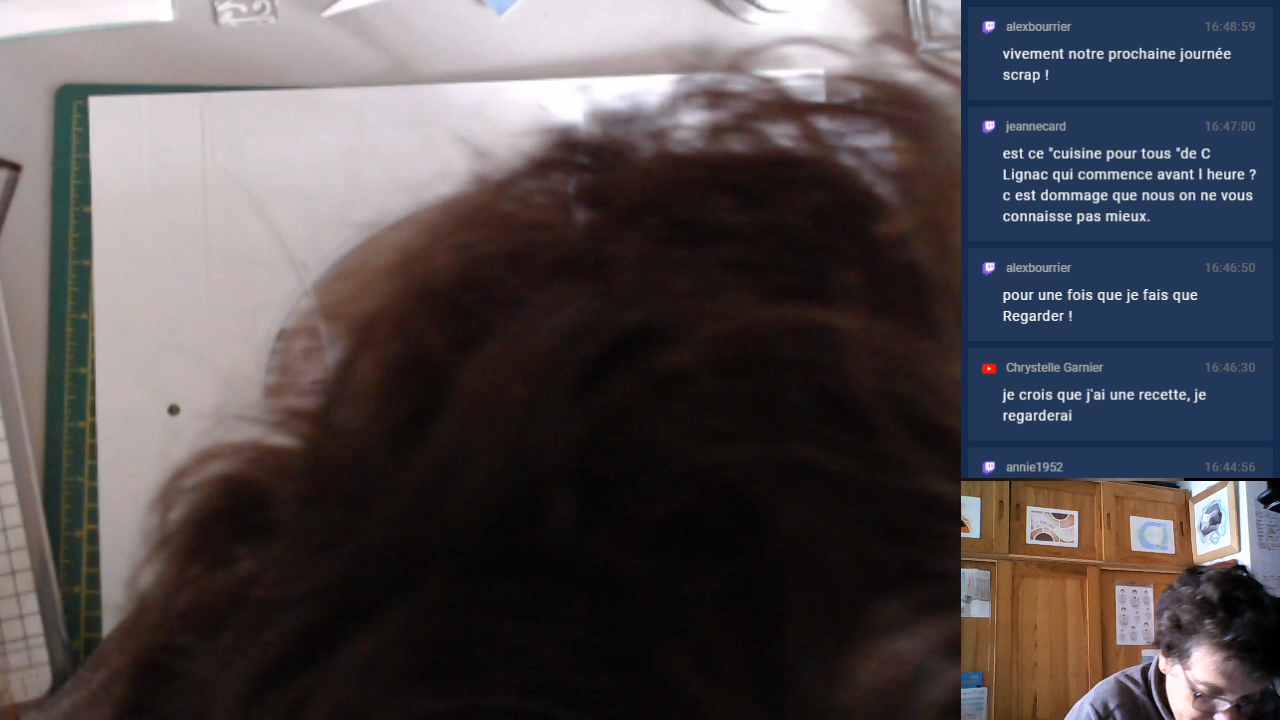 alexbourrier 16:48:59
vivement notre prochaine journée
scrap !
jeannecard 16:47:00
est ce "cuisine pour tous "de C
Lignac qui commence avant l heure ?
c est dommage que nous on ne vous
connaisse pas mieux.
alexbourrier 16:46:50
pour une fois que je fais que
Regarder !
Chrystelle Garnier 16:46:30
je crois que j'ai une recette, je
regarderai
annie1952 16:44:56